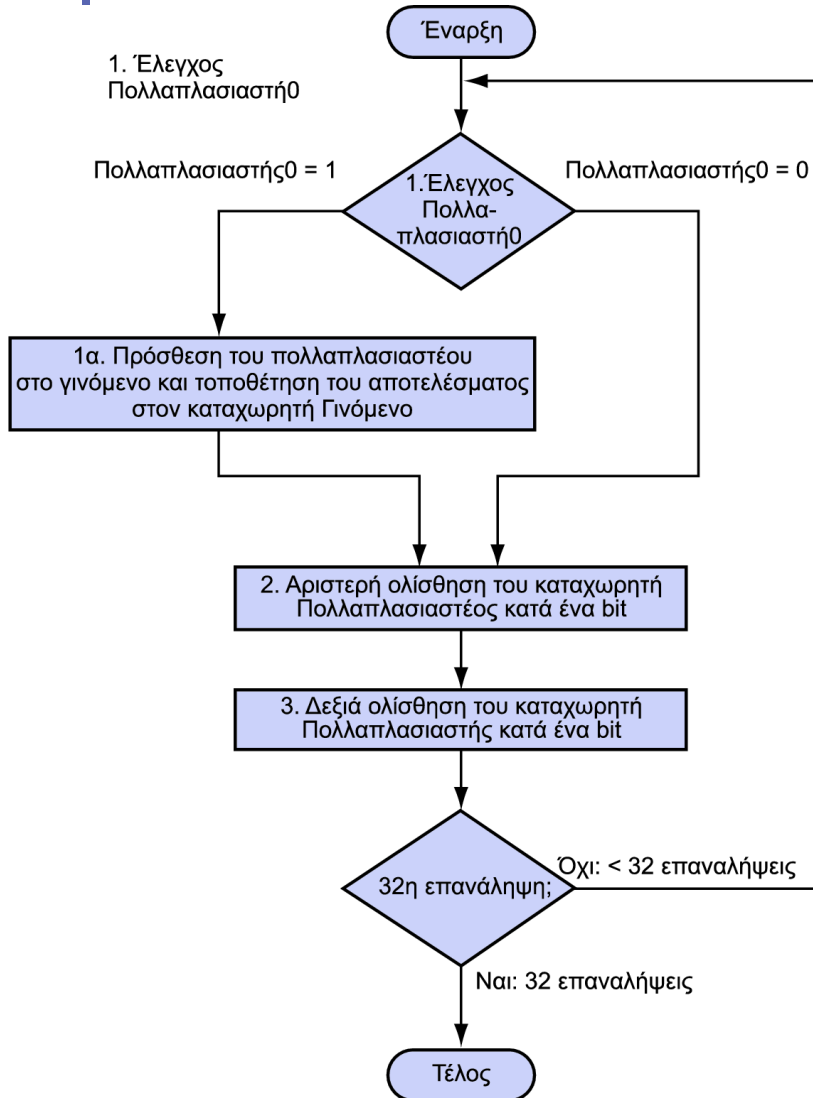 Έναρξη
1. Έλεγχος
Πολλαπλασιαστή0
Πολλαπλασιαστής0 = 1
Πολλαπλασιαστής0 = 0
1.Έλεγχος
Πολλα-
πλασιαστή0
1α. Πρόσθεση του πολλαπλασιαστέου
στο γινόμενο και τοποθέτηση του αποτελέσματος
στον καταχωρητή Γινόμενο
2. Αριστερή ολίσθηση του καταχωρητή
Πολλαπλασιαστέος κατά ένα bit
3. Δεξιά ολίσθηση του καταχωρητή
Πολλαπλασιαστής κατά ένα bit
32η επανάληψη;
Όχι: < 32 επαναλήψεις
Ναι: 32 επαναλήψεις
Τέλος